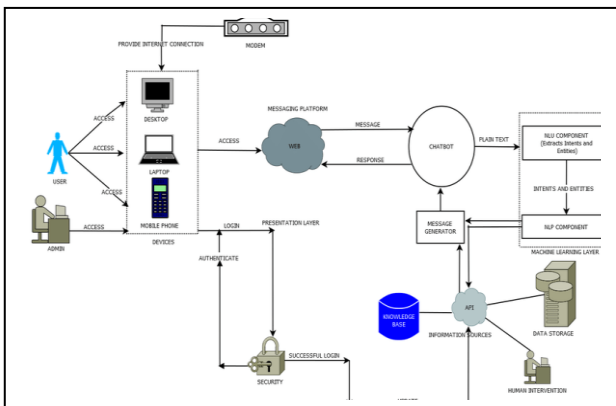 PROVIDE INTERNET CONNECTION
MODEM
DESKTOP
MESSAGING PLATFORM
ACCESS
ACCESS
ACCESS
USER
LAPTOP
ACCESS
WEB
MESSAGE
RESPONSE
CHATBOT
PLAIN TEXT
NLU COMPONENT
(Extracts Intents and
Entities)
INTENTS AND ENTITIES
MOBILE PHONE
ADMIN
ACCESS
DEVICES
LOGIN
PRESENTATION LAYER
MESSAGE
GENERATOR
NLP COMPONENT
MACHINE LEARNING LAYER
AUTHENTICATE
KNOWLEDGE
BASE
API
INFORMATION SOURCES
DATA STORAGE
SECURITY
SUCCESSFUL LOGIN
HUMAN INTERVENTION